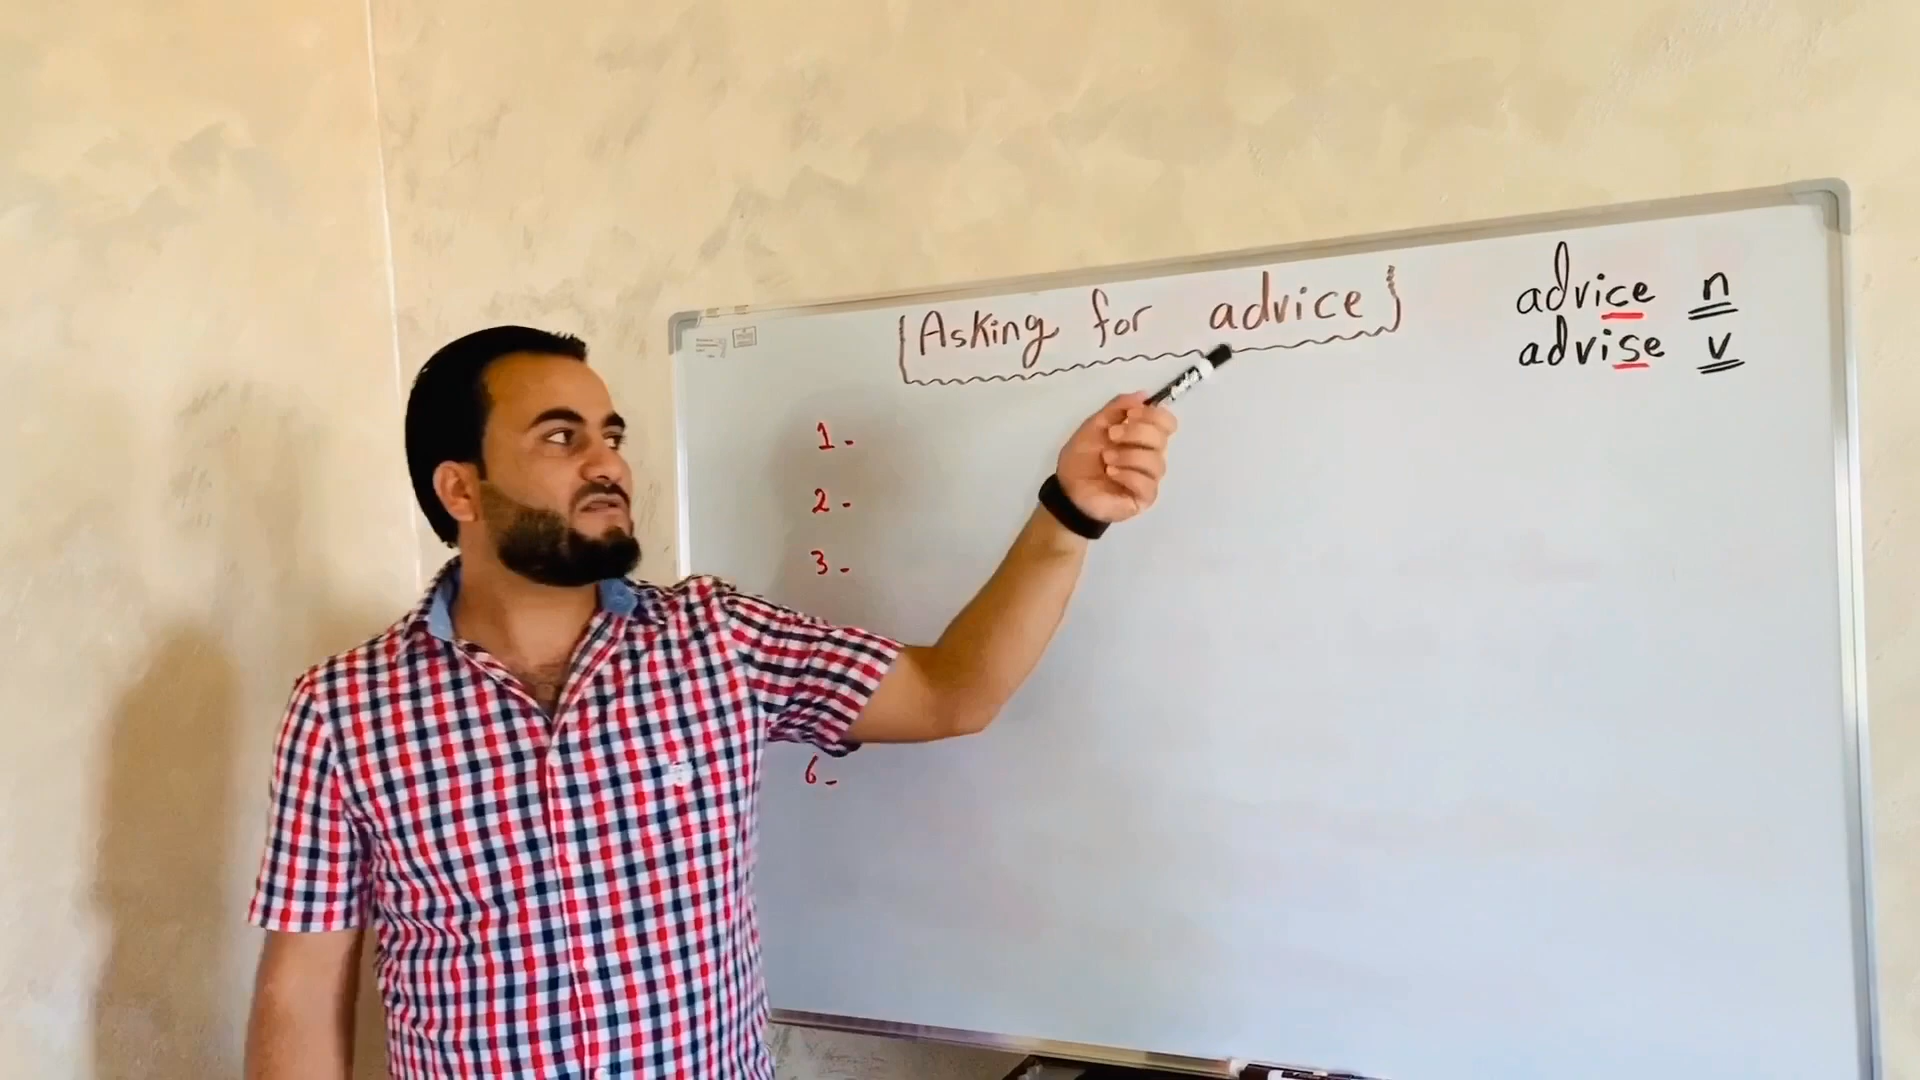 Asking for advice
advice n
advise v
1-
2-
3-
6-